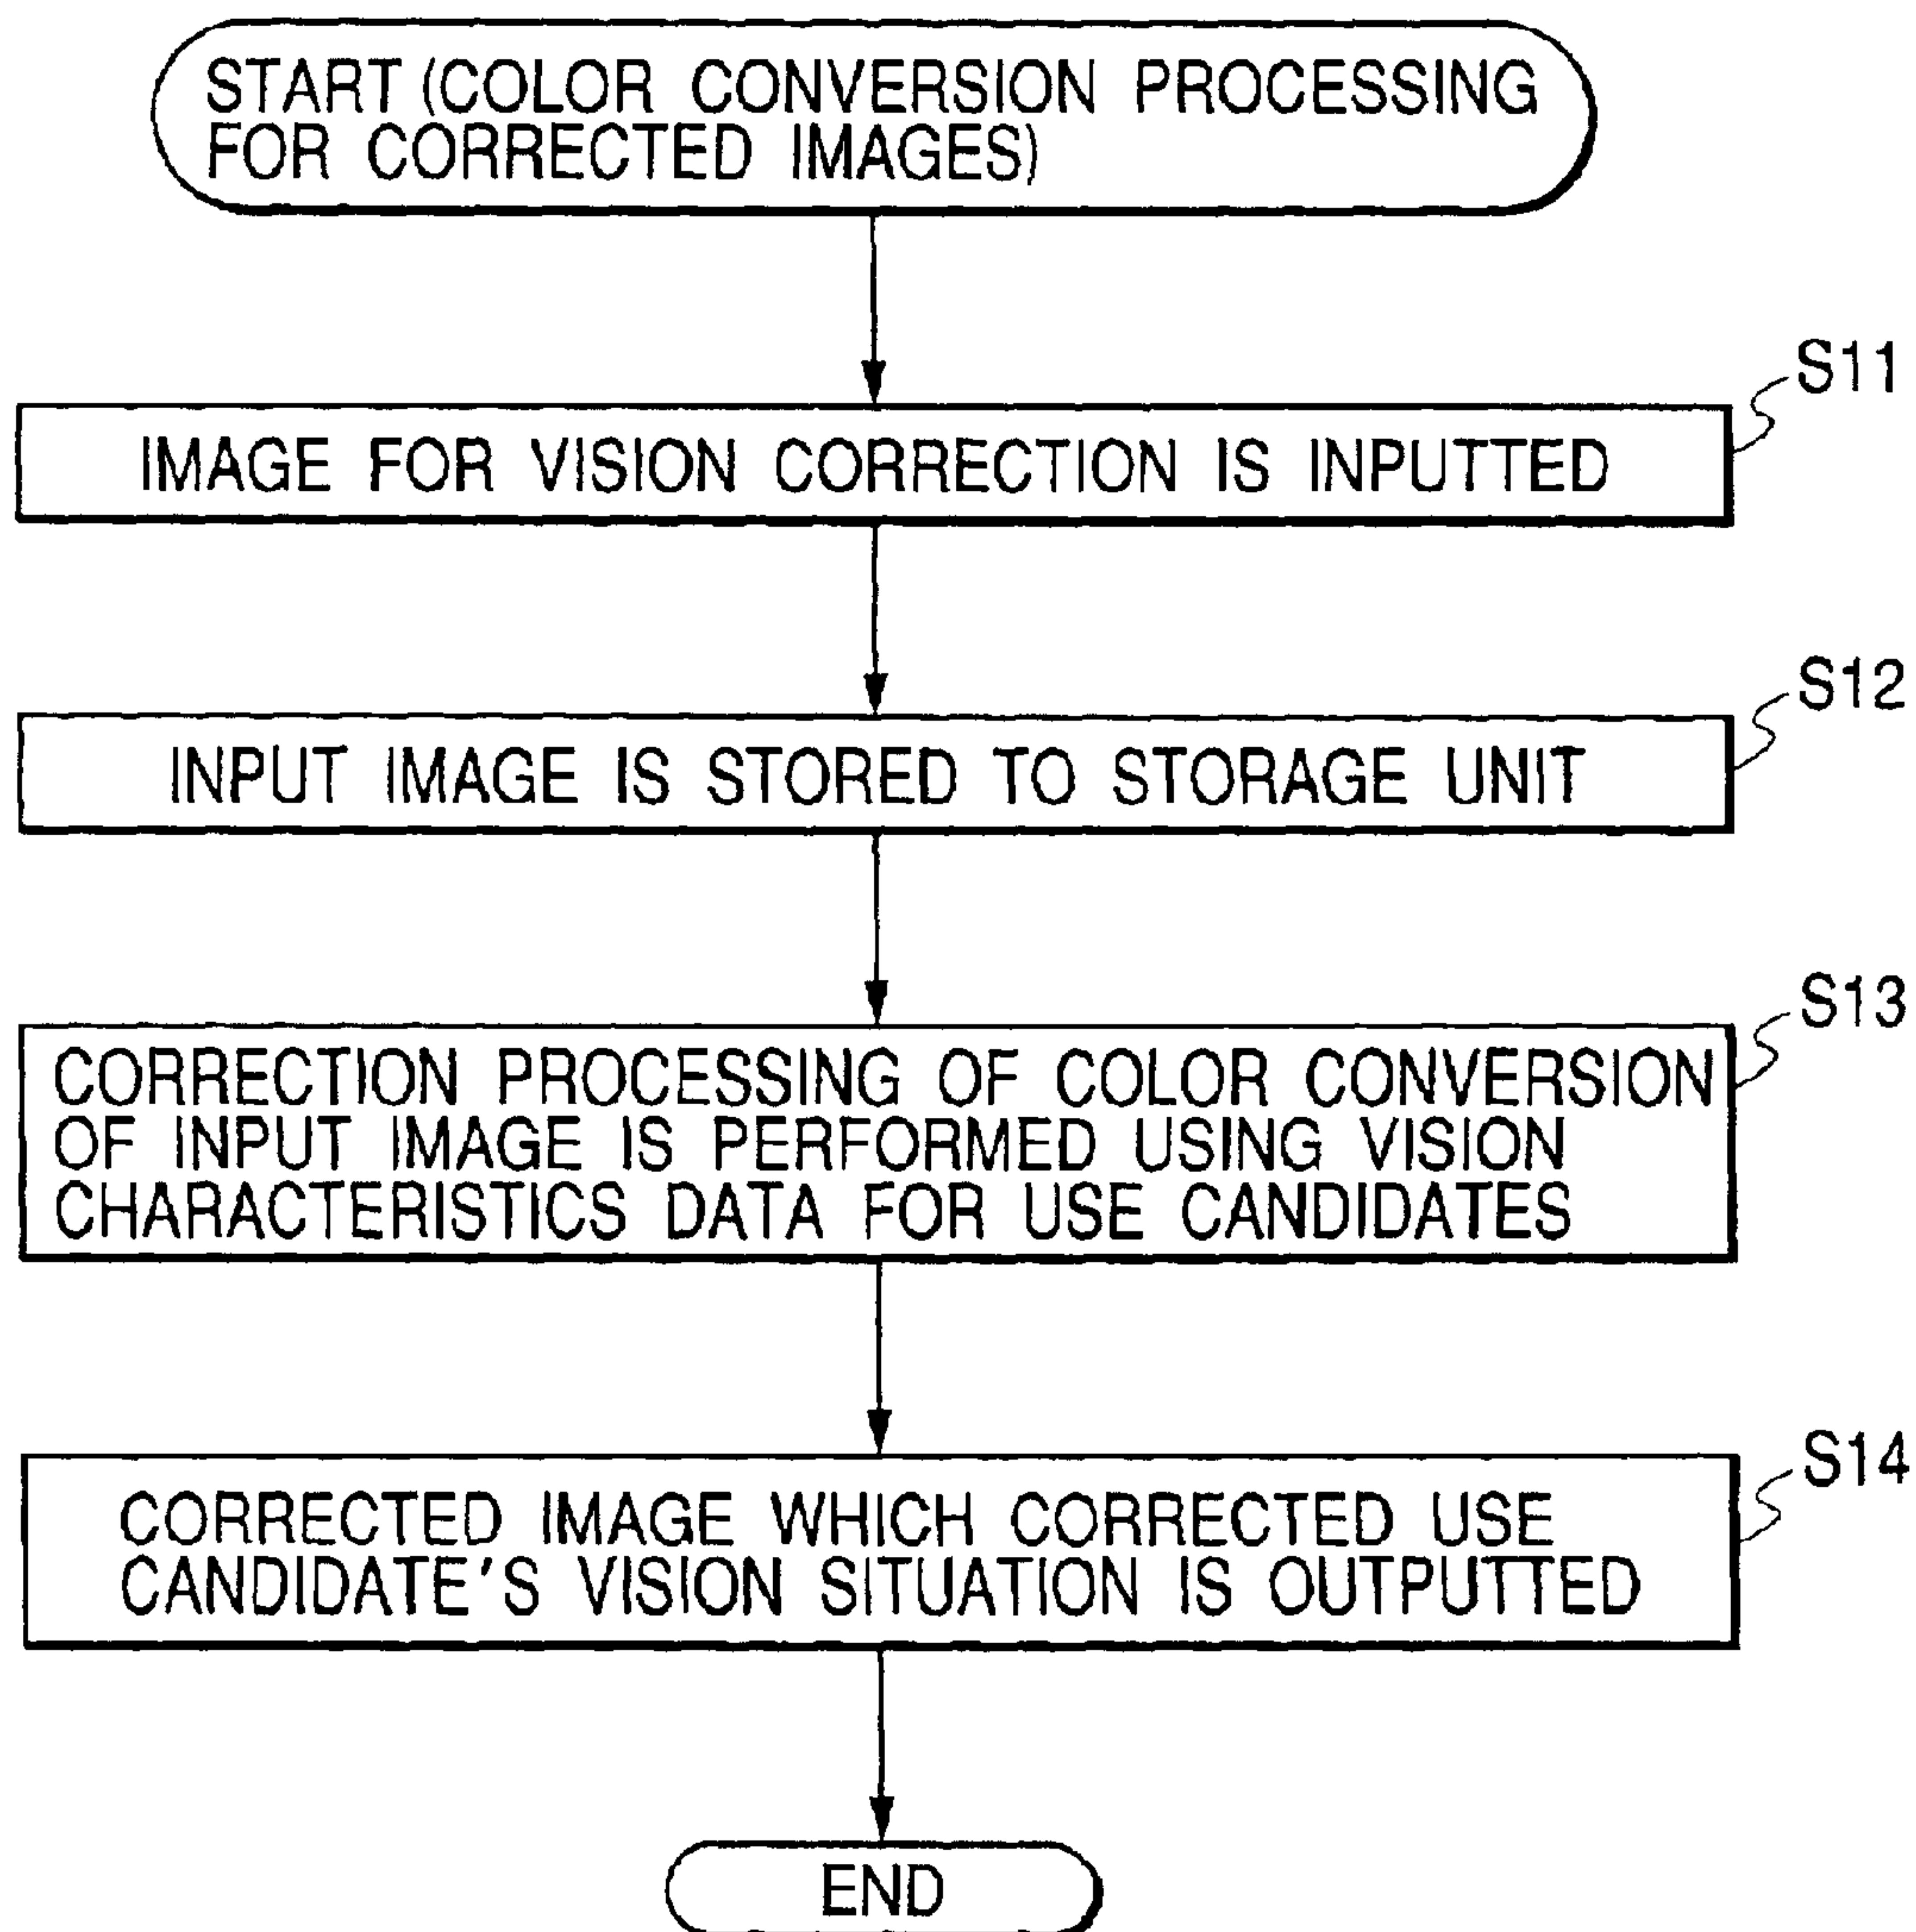 START (COLOR CONVERSION PROCESSING
FOR CORRECTED IMAGES)
S11
IMAGE FOR VISION CORRECTION IS INPUTTED
S12
INPUT IMAGE IS STORED TO STORAGE UNIT
S13
CORRECTION PROCESSING OF COLOR CONVERSION
OF INPUT IMAGE IS PERFORMED USING VISION
CHARACTERISTICS DATA FOR USE CANDIDATES
S14
CORRECTED IMAGE WHICH CORRECTED USE
CANDIDATE'S VISION SITUATION IS OUTPUTTED
END